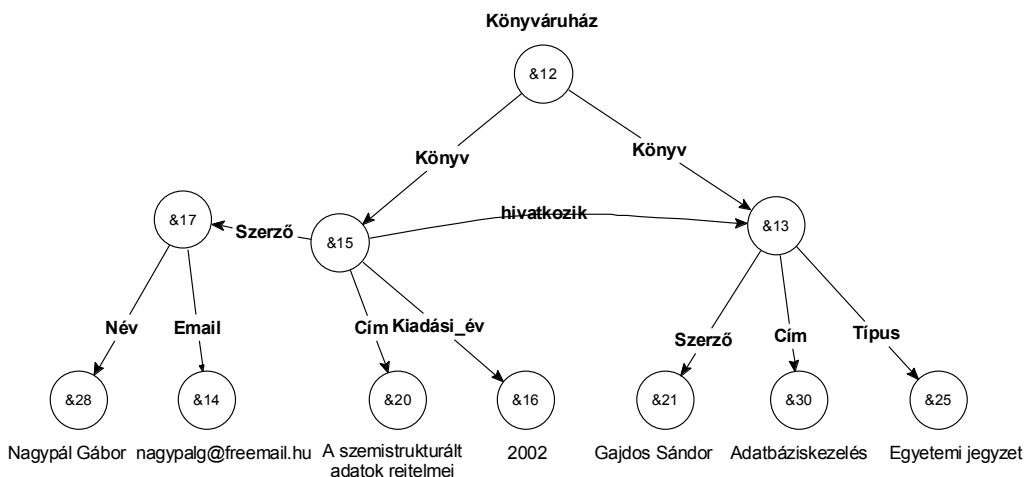 Könyváruház
&12
Könyv
Könyv
hivatkozik
&17
Szerző
&15
&13
Név
Email
Cím
Kiadási_év
Szerző
Cím
Típus
&28
&14
&20
&16
&21
&30
&25
Nagypál Gábor
nagypalg@freemail.hu
A szemistrukturált
adatok rejtelmei
2002
Gajdos Sándor
Adatbáziskezelés
Egyetemi jegyzet